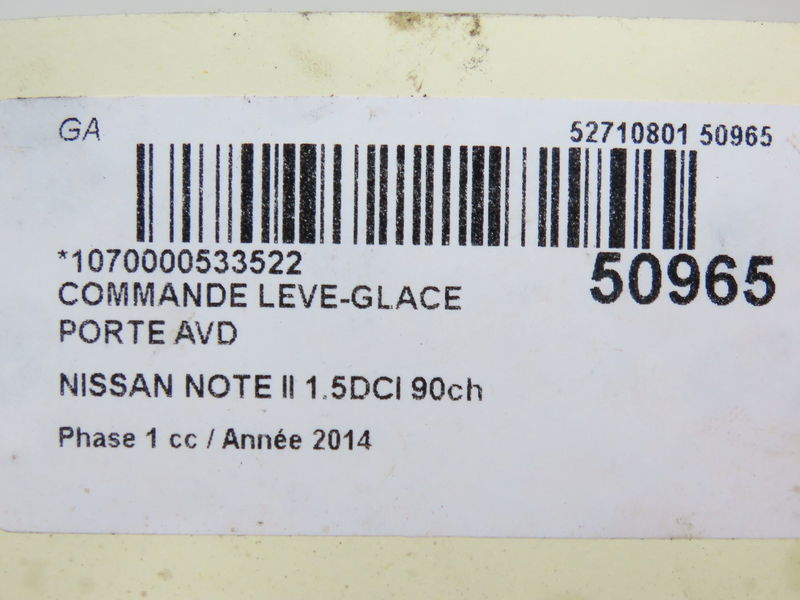 GA
52710801 50965
*1070000533522
50965
COMMANDE LEVE-GLACE
PORTE AVD
NISSAN NOTE II 1.5DCI 90ch
Phase 1 cc / Année 2014